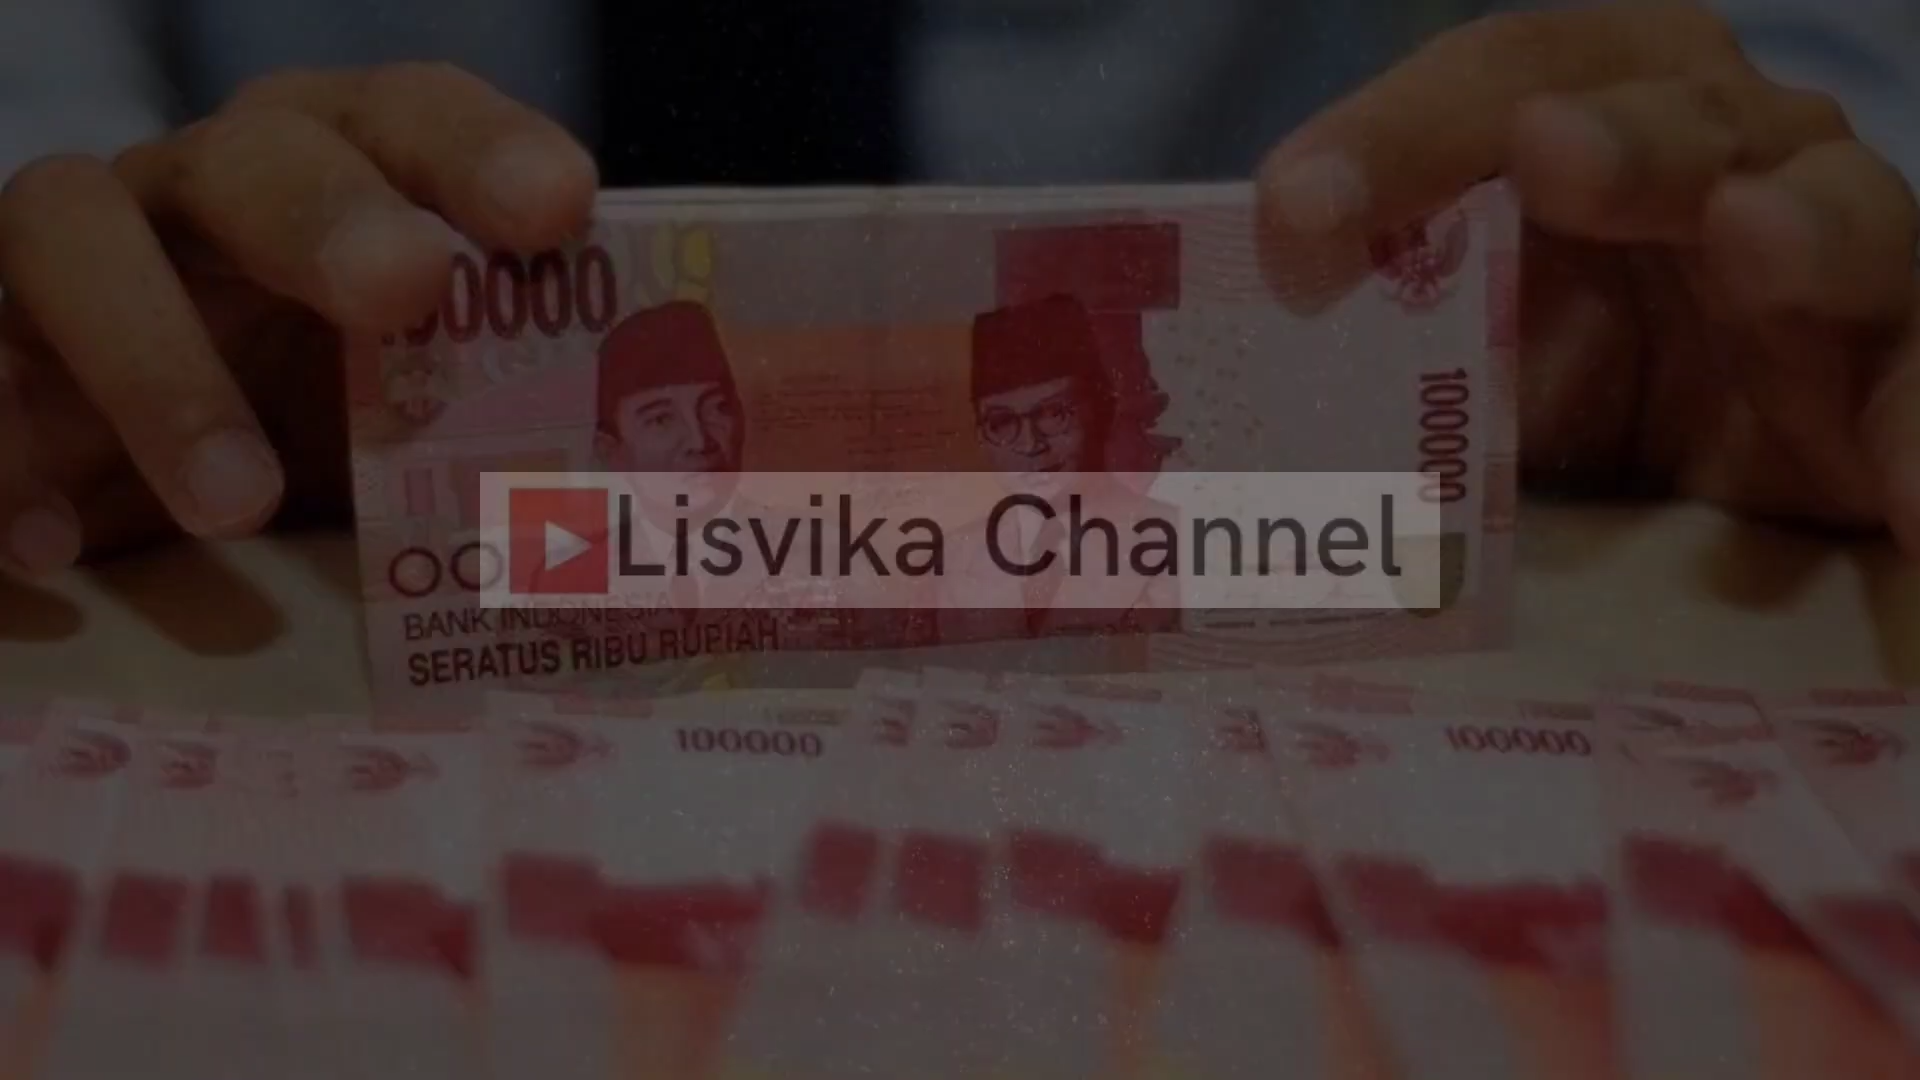 00000
100000
Lisvika Channel
BANK INDONESIA
SERATUS RIBU RUPIAH
100000
100000